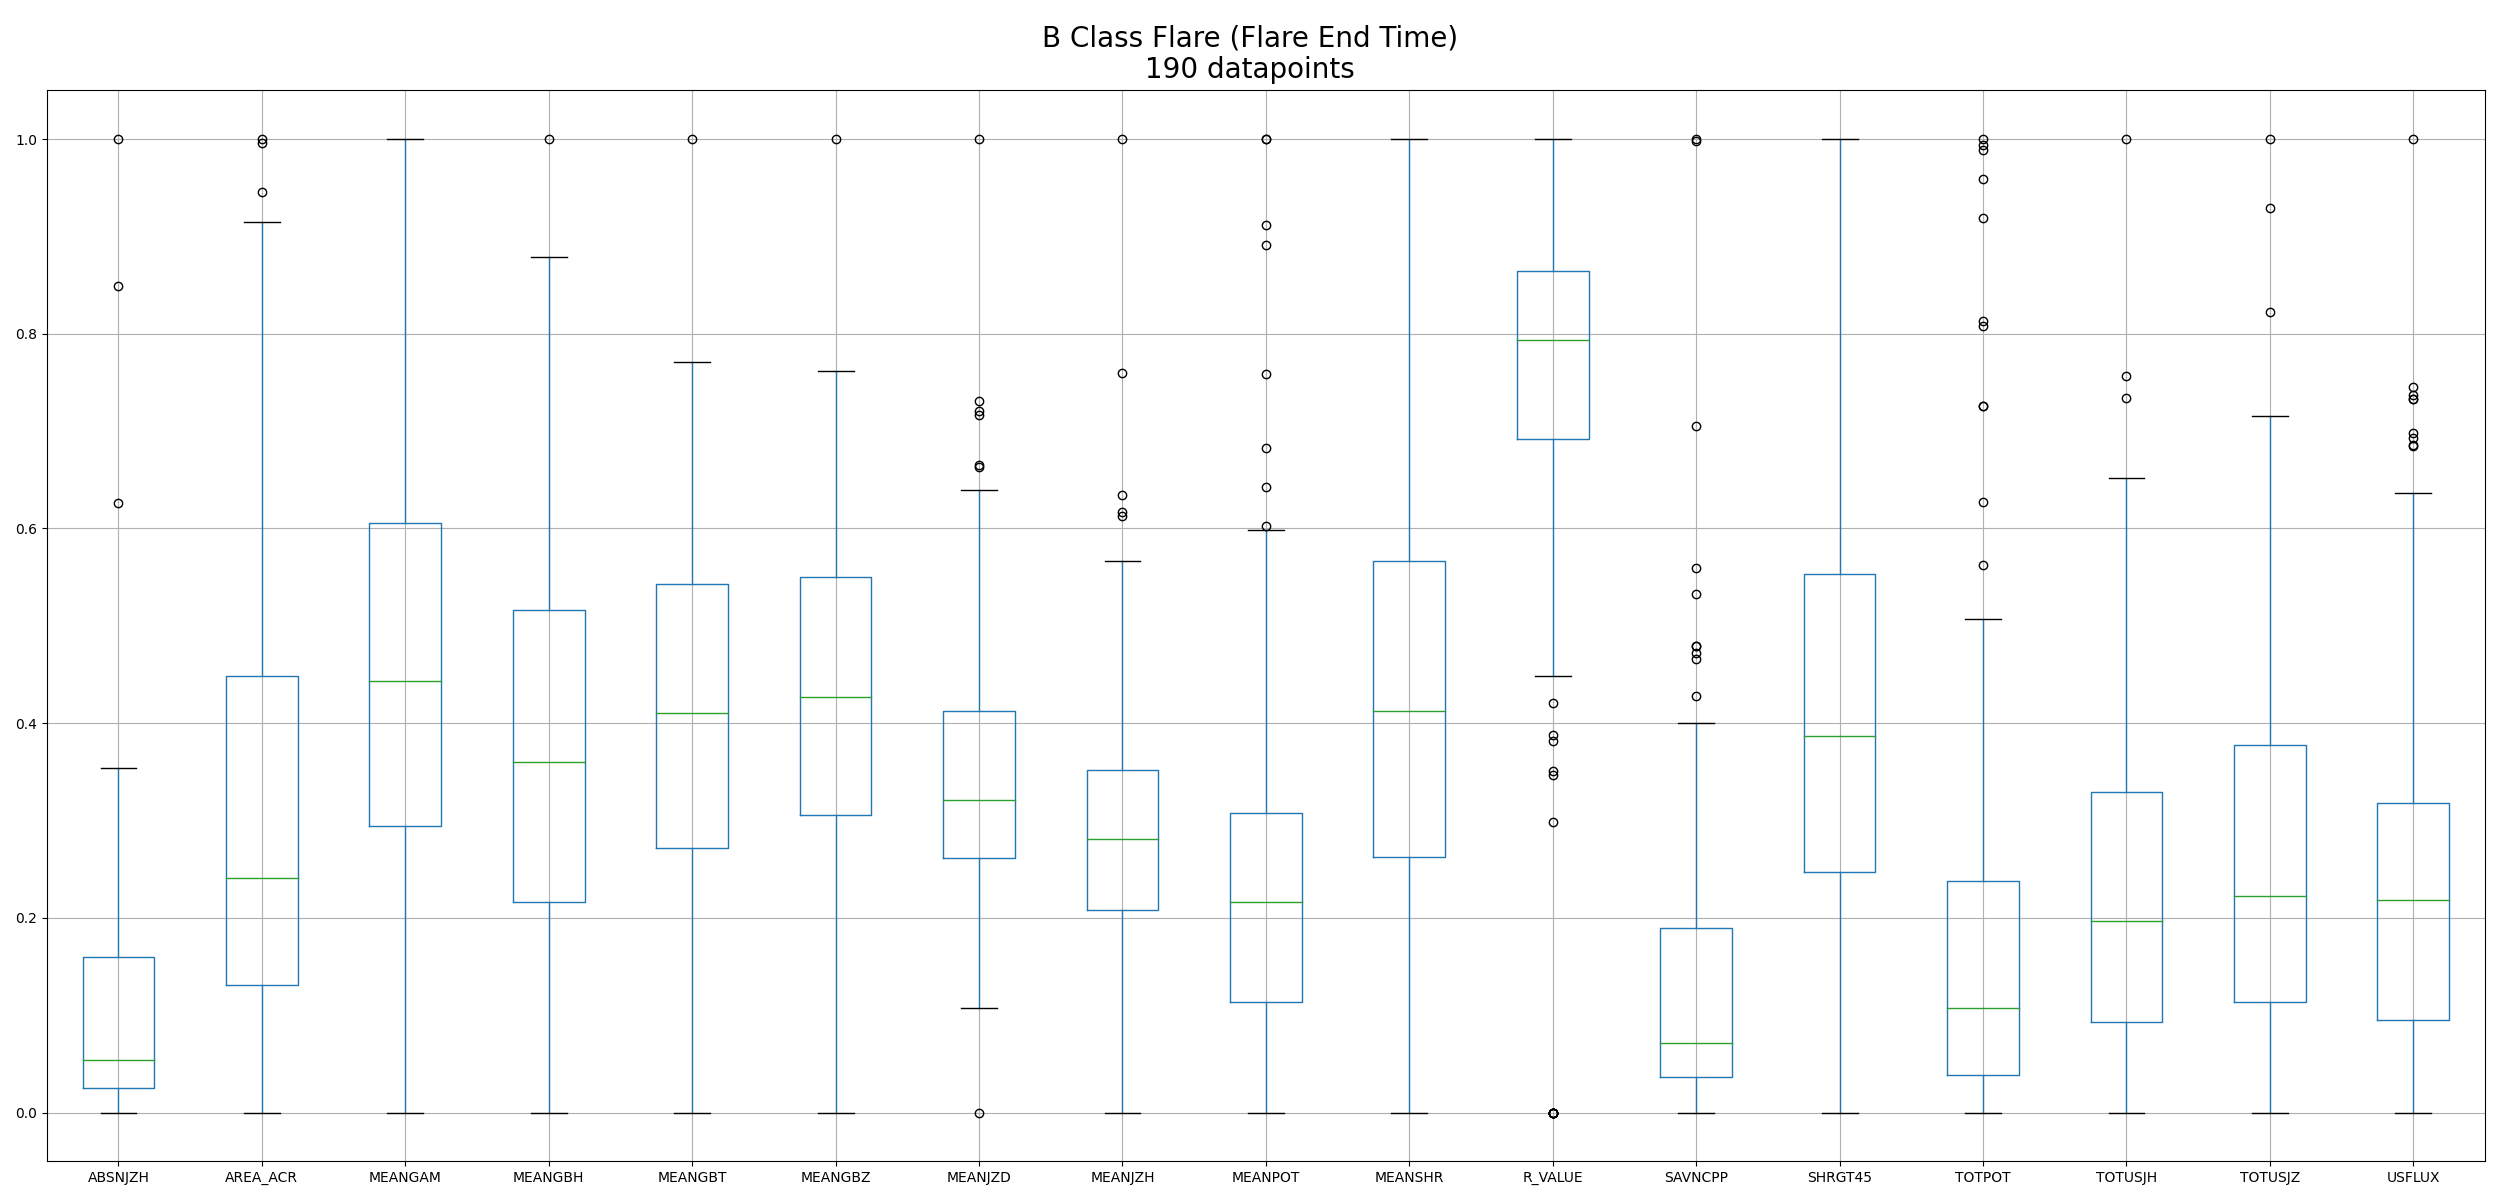 B Class Flare (Flare End Time)
190 datapoints
1.0
0.8
0.6
0.4
0.2
0.0
ABSNJZH AREA_ACR MEANGAM MEANGBH MEANGBT MEANGBZ MEANJZD MEANJZH MEANPOT MEANSHR R_VALUE SAVNCPP SHRGT45 TOTPOT TOTUSJH TOTUSJZ USFLUX